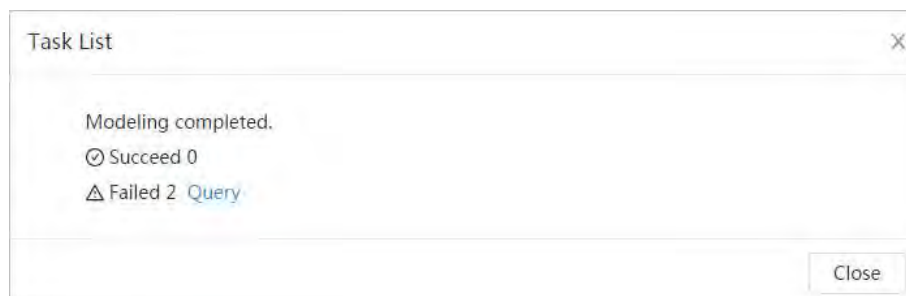 Task List
Modeling completed.
Succeed 0
Failed 2 Query
Close